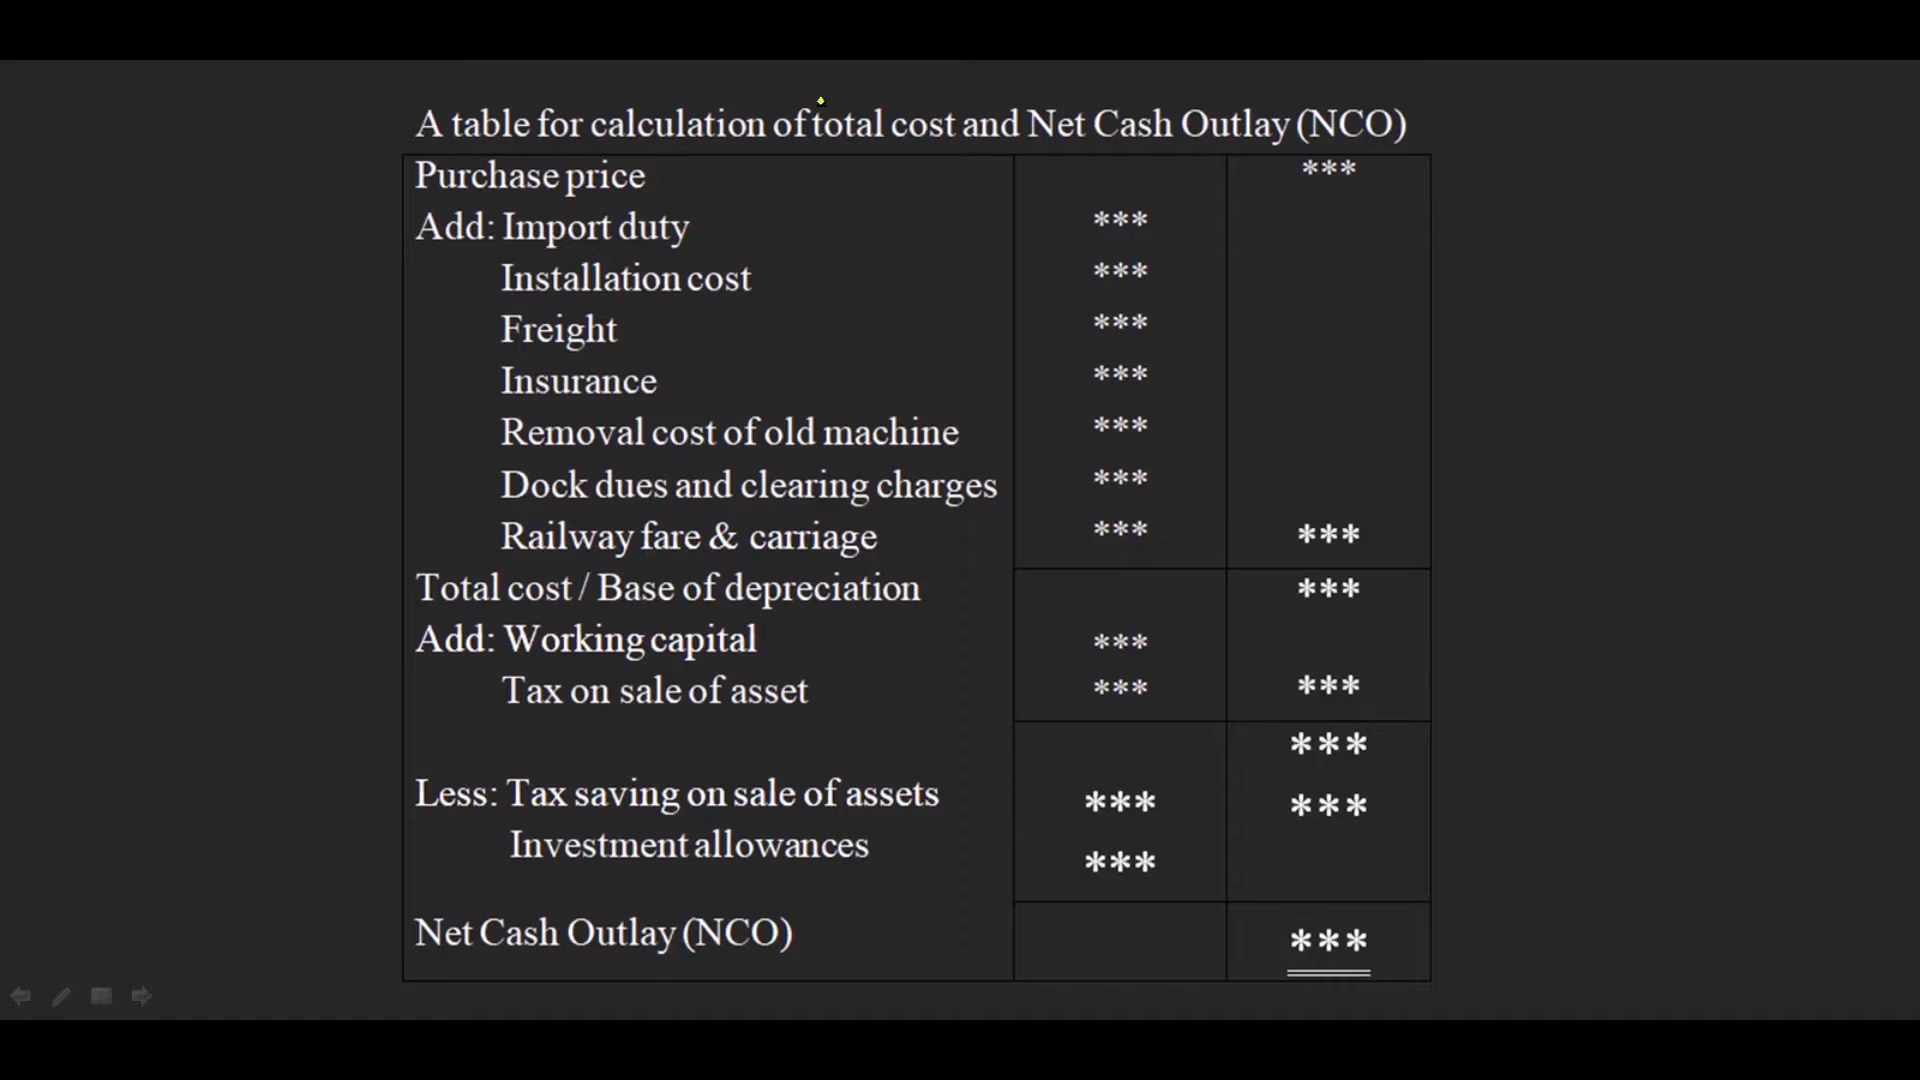 A table for calculation of total cost and Net Cash Outlay (NCO)
Purchase price ***
Add: Import duty ***
Installation cost ***
Freight ***
Insurance ***
Removal cost of old machine ***
Dock dues and clearing charges ***
Railway fare & carriage *** ***
Total cost / Base of depreciation ***
Add: Working capital ***
Tax on sale of asset *** ***
***
Less: Tax saving on sale of assets *** ***
Investment allowances ***
Net Cash Outlay (NCO) ***